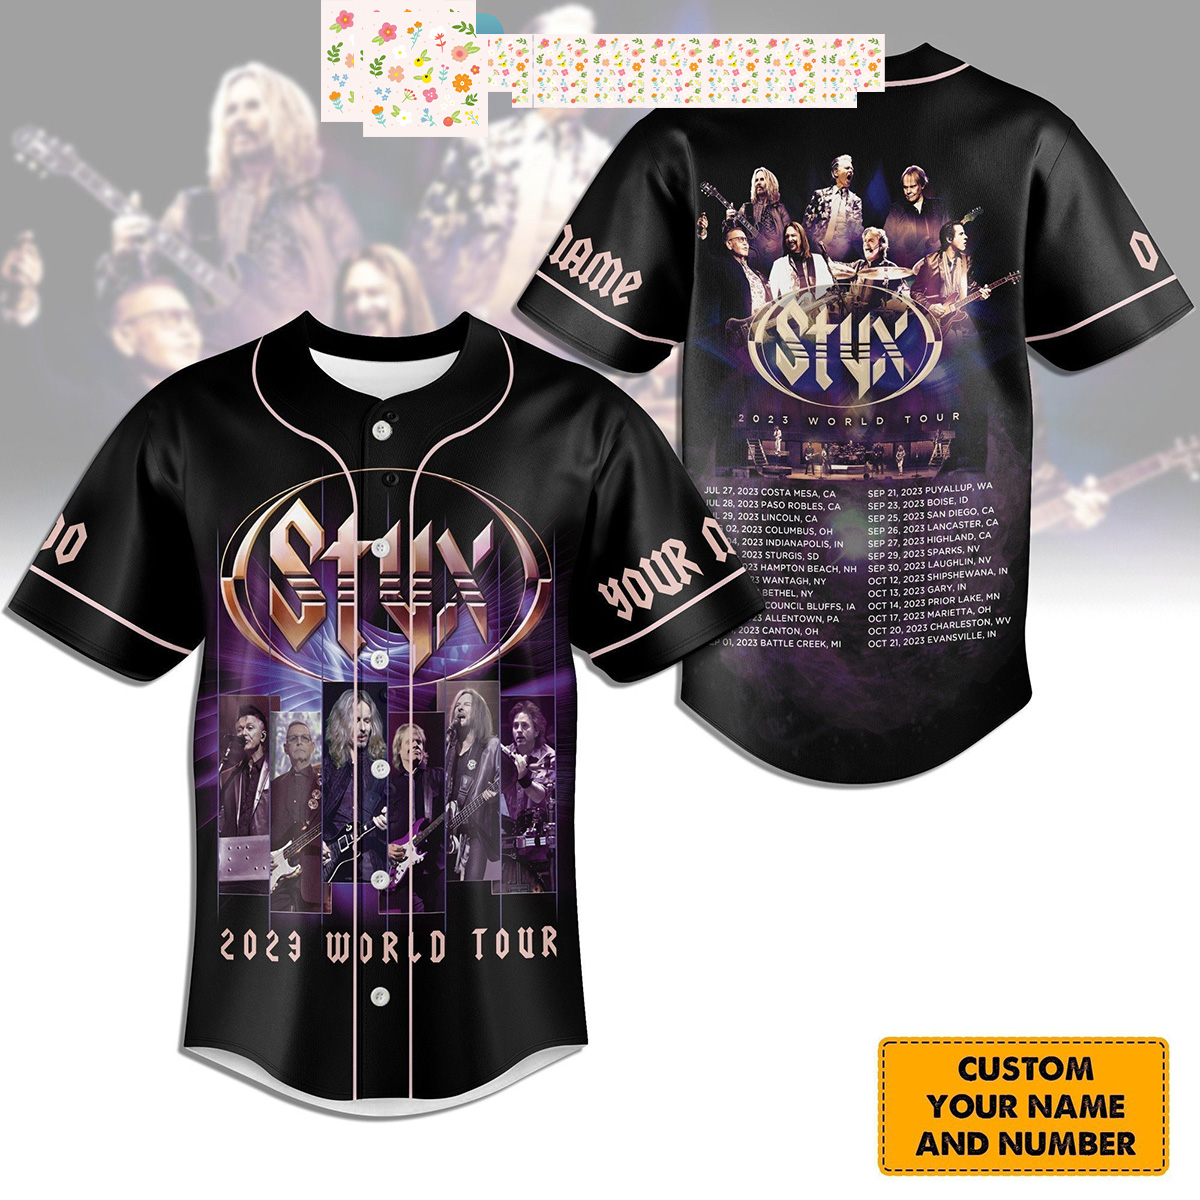 NAME
0
Styx
2023 WORLD TOUR
JUL 27, 2023 COSTA MESA, CA
JUL 28, 2023 PASO ROBLES, CA
29, 2023 LINCOLN, CA
02, 2023 COLUMBUS, OH
2023 INDIANAPOLIS, IN
2023 STURGIS, SD
HAMPTON BEACH, NH
WANTAGH, NY
BETHEL, NY
COUNCIL BLUFFS, IA
ALLENTOWN, PA
2023 CANTON, OH
01, 2023 BATTLE CREEK, MI
SEP 21, 2023 PUYALLUP, WA
SEP 23, 2023 BOISE, ID
SEP 25, 2023 SAN DIEGO, CA
SEP 26, 2023 LANCASTER, CA
SEP 27, 2023 HIGHLAND, CA
SEP 29, 2023 SPARKS, NV
SEP 30, 2023 LAUGHLIN, NV
OCT 12, 2023 SHIPSHEWANA, IN
OCT 13, 2023 GARY, IN
OCT 14, 2023 PRIOR LAKE, MN
OCT 17, 2023 MARIETTA, OH
OCT 20, 2023 CHARLESTON, WV
OCT 21, 2023 EVANSVILLE, IN
00
YOUR N
Styx
2023 WORLD TOUR
CUSTOM
YOUR NAME
AND NUMBER